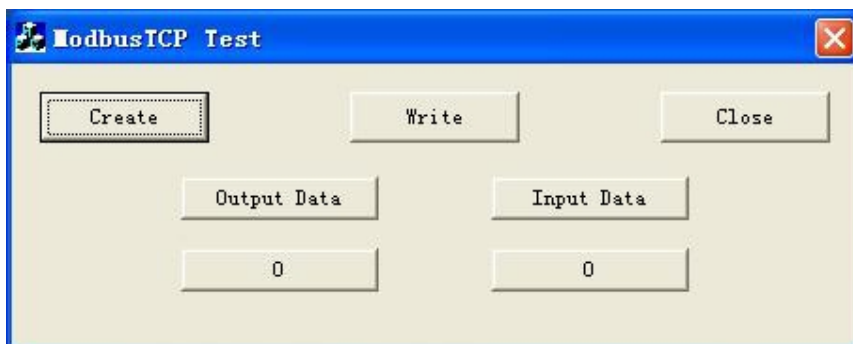 ModbusTCP Test
Create Write Close
Output Data Input Data
0 0